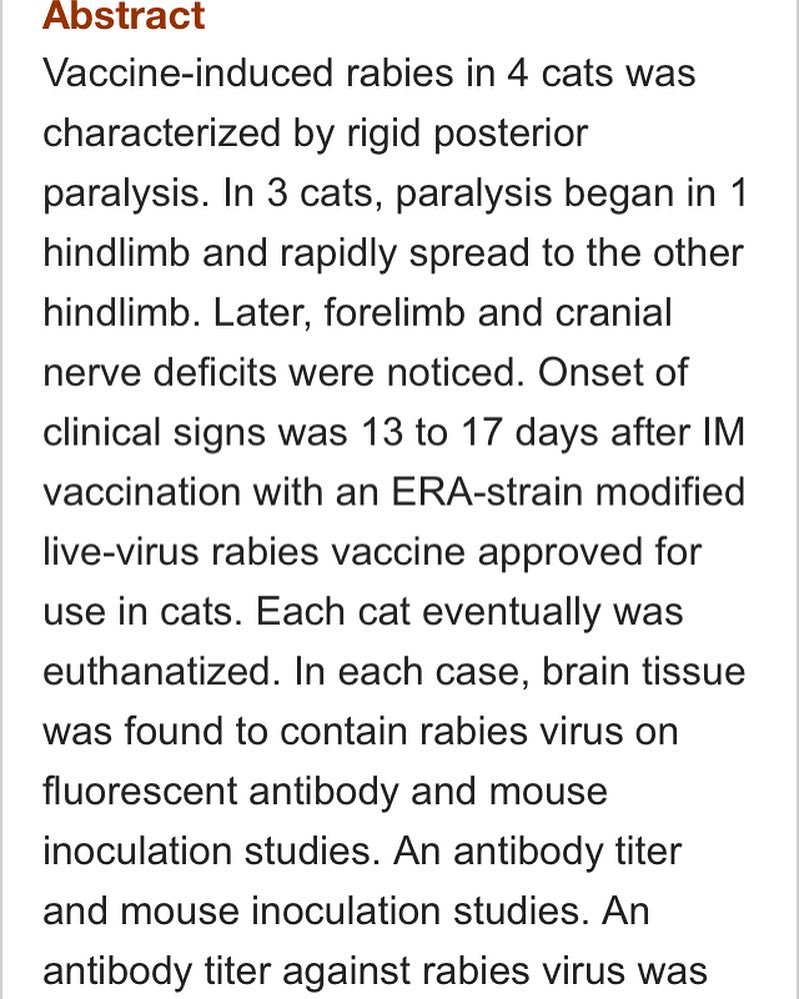 Abstract
Vaccine-induced rabies in 4 cats was
characterized by rigid posterior
paralysis. In 3 cats, paralysis began in 1
hindlimb and rapidly spread to the other
hindlimb. Later, forelimb and cranial
nerve deficits were noticed. Onset of
clinical signs was 13 to 17 days after IM
vaccination with an ERA-strain modified
live-virus rabies vaccine approved for
use in cats. Each cat eventually was
euthanatized. In each case, brain tissue
was found to contain rabies virus on
fluorescent antibody and mouse
inoculation studies. An antibody titer
and mouse inoculation studies. An
antibody titer against rabies virus was